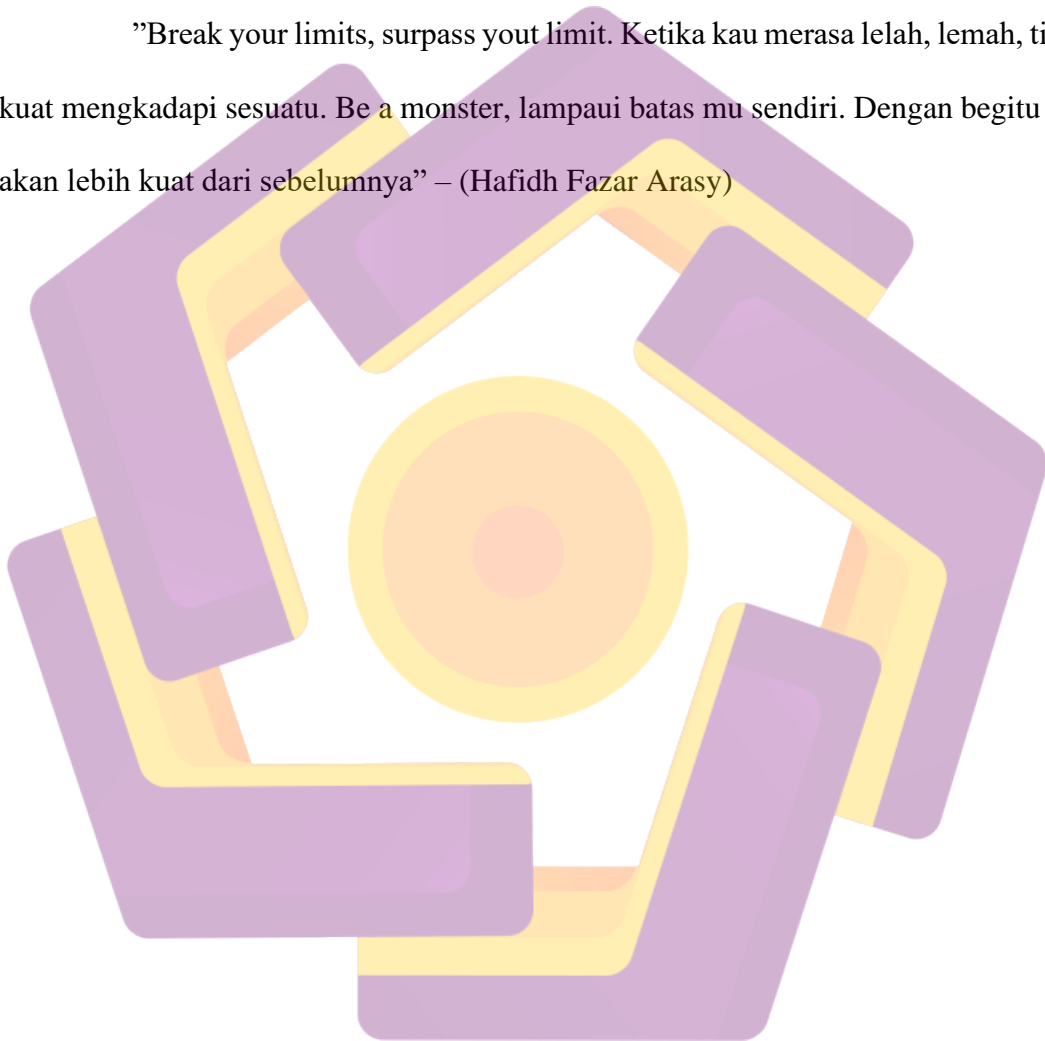 ”Break your limits, surpass yout limit. Ketika kau merasa lelah, lemah, ti
kuat mengkadapi sesuatu. Be a monster, lampaui batas mu sendiri. Dengan begitu
akan lebih kuat dari sebelumnya” – (Hafidh Fazar Arasy)